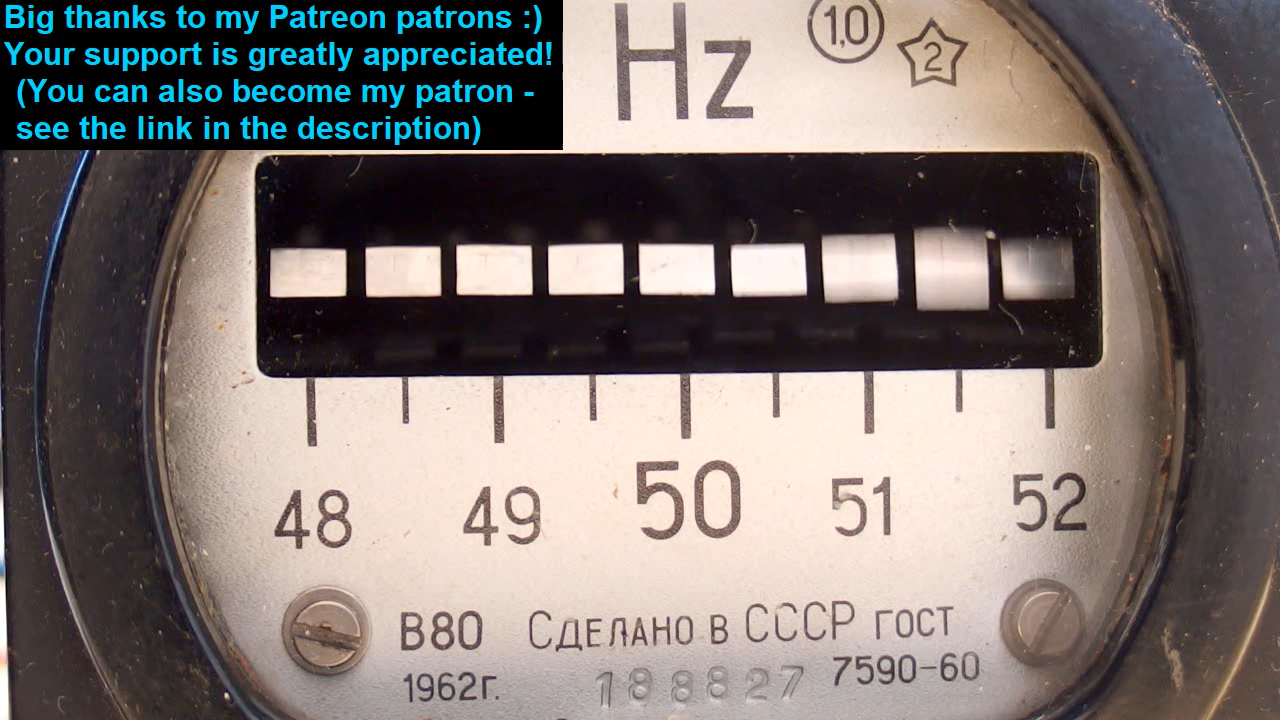 Big thanks to my Patreon patrons :)
Your support is greatly appreciated!
(You can also become my patron -
see the link in the description)
Hz 1,0 2
48 49 50 51 52
В80 СДЕЛАНО В СССР ГОСТ
1962г. 188827 7590-60